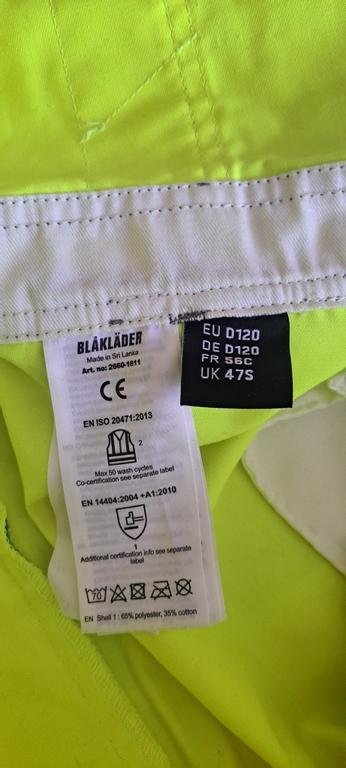 BLÅKLÄDER
Made in Sri Lanka
Art. no: 2660-1811
CE
EN ISO 20471:2013
2
Max 50 wash cycles
Co-certification see separate label
EN 14404:2004 +A1:2010
1
Additional certification info see separate
label
70
EN Shell 1: 65% polyester, 35% cotton
EU D120
DE D120
FR 56C
UK 47S